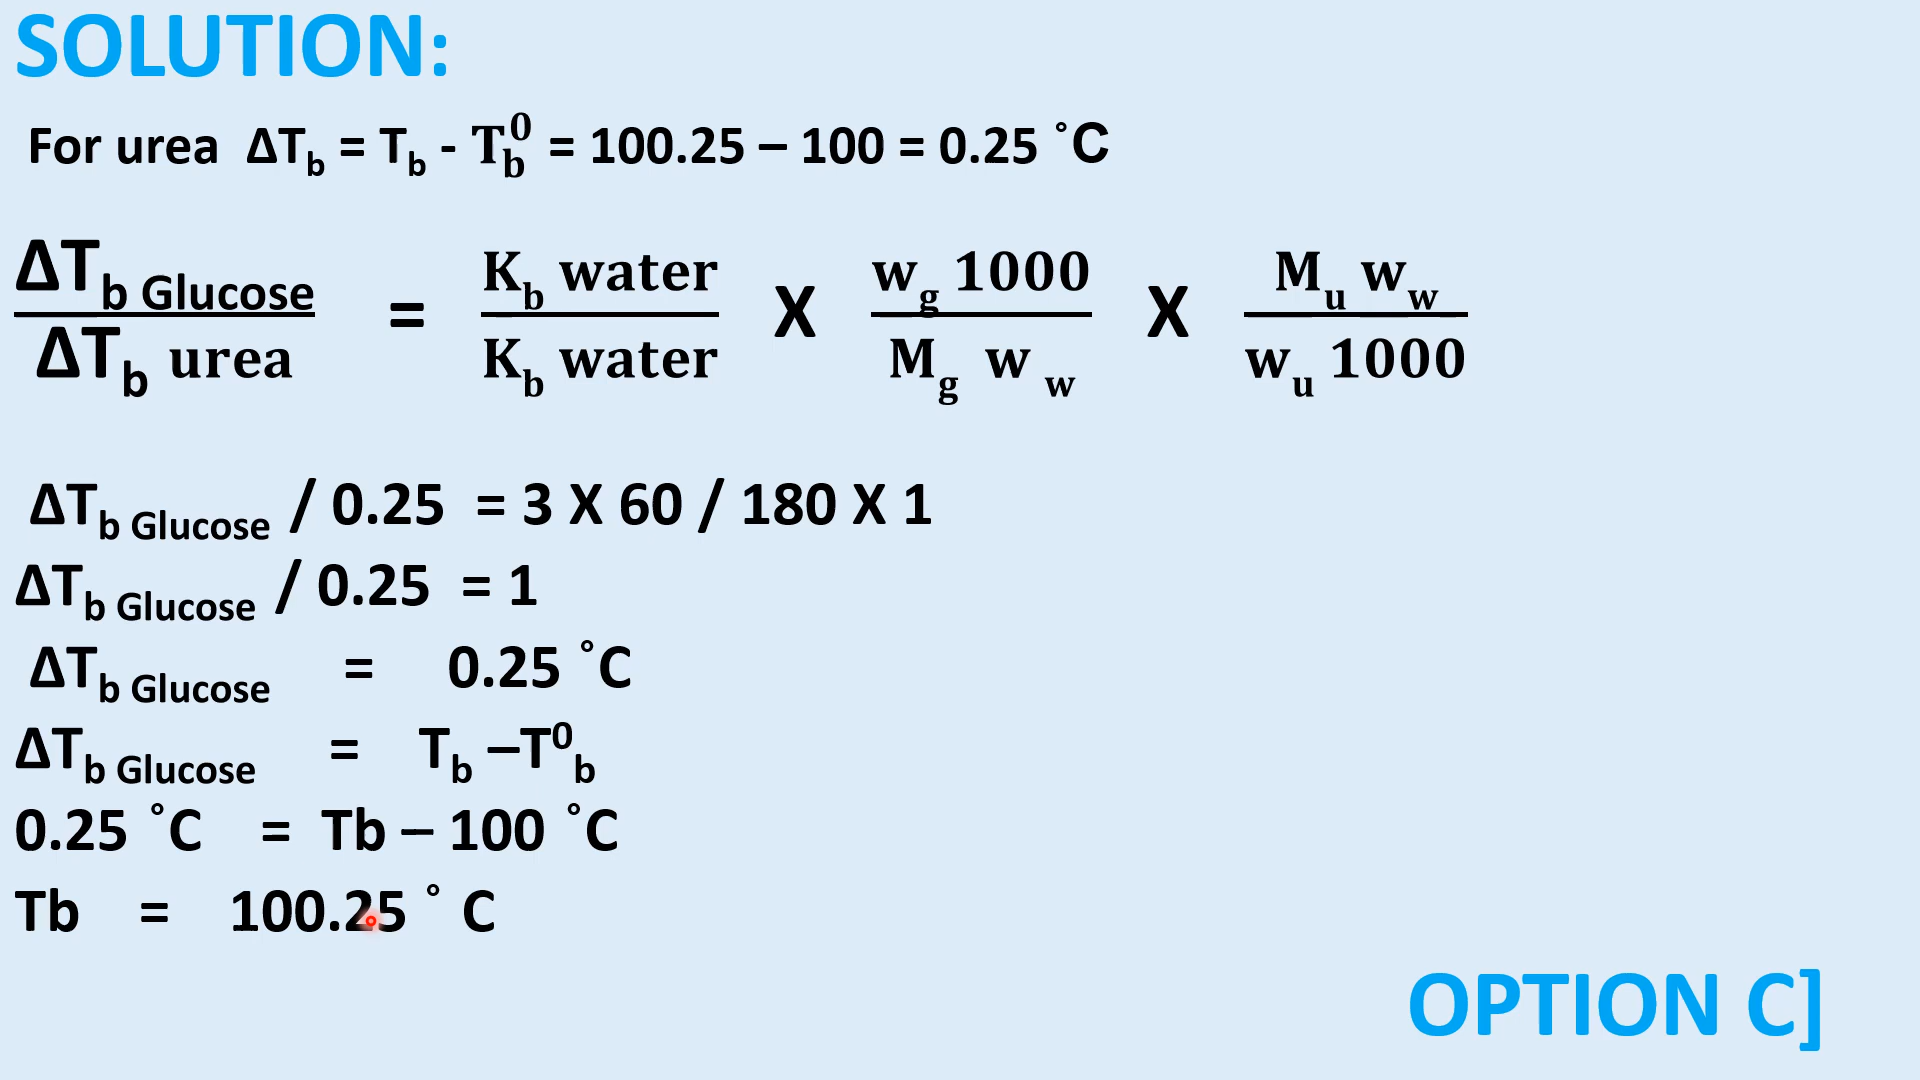 SOLUTION:
For urea ΔTb = Tb - T⁰b = 100.25 – 100 = 0.25 ˚C
ΔTb Glucose / ΔTb urea = Kb water / Kb water X wg 1000 / Mg w w X Mu ww / wu 1000
ΔTb Glucose / 0.25 = 3 X 60 / 180 X 1
ΔTb Glucose / 0.25 = 1
ΔTb Glucose = 0.25 ˚C
ΔTb Glucose = Tb –T⁰b
0.25 ˚C = Tb – 100 ˚C
Tb = 100.25 ˚ C
OPTION C]